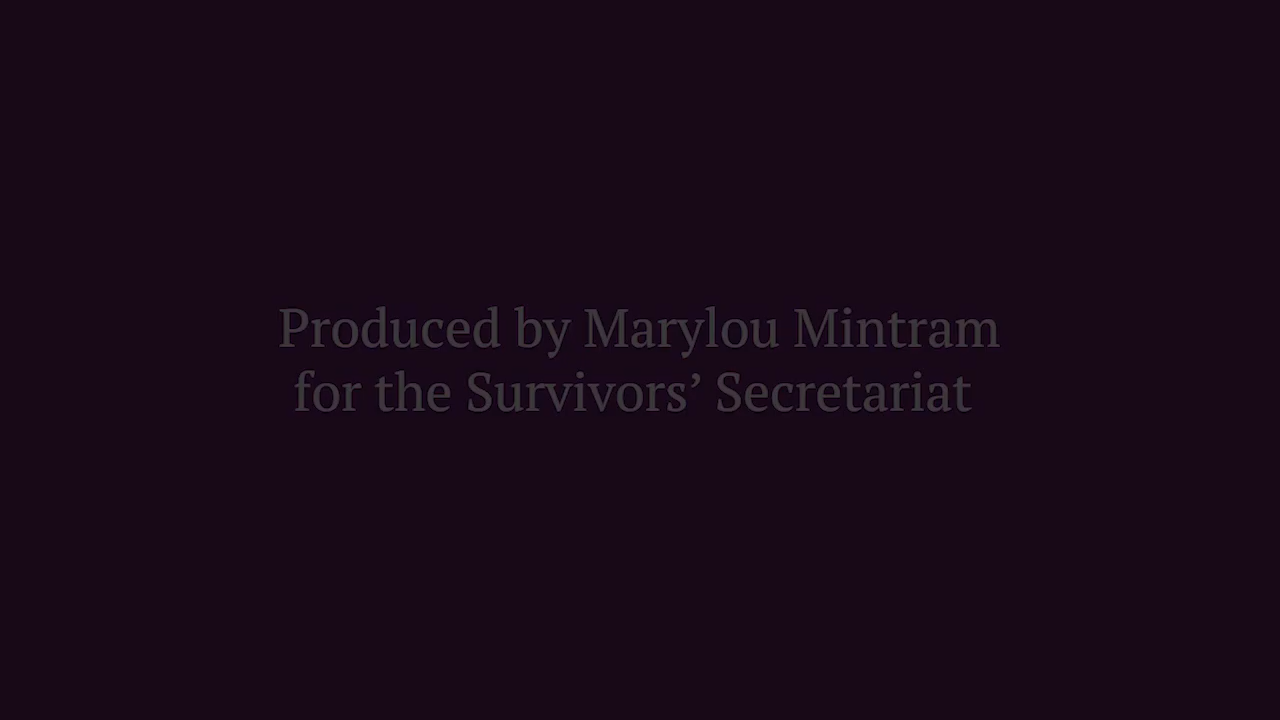 Produced by Marylou Mintram
for the Survivors’ Secretariat